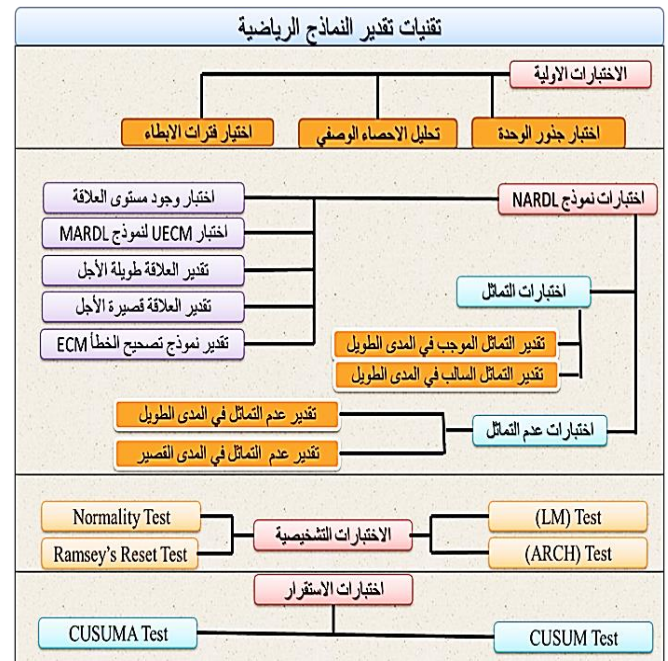 تقنيات تقدير النماذج الرياضية
الاختبارات الاولية
اختبار جذور الوحدة
تحليل الاحصاء الوصفي
اختيار فترات الابطاء
اختبارات نموذج NARDL
اختبار وجود مستوى العلاقة
اختبار UECM لنموذج MARDL
تقدير العلاقة طويلة الأجل
تقدير العلاقة قصيرة الأجل
تقدير نموذج تصحيح الخطأ ECM
اختبارات التماثل
تقدير التماثل الموجب في المدى الطويل
تقدير التماثل السالب في المدى الطويل
اختبارات عدم التماثل
تقدير عدم التماثل في المدى الطويل
تقدير عدم التماثل في المدى القصير
الاختبارات التشخيصية
(LM) Test
(ARCH) Test
Normality Test
Ramsey’s Reset Test
اختبارات الاستقرار
CUSUM Test
CUSUMA Test